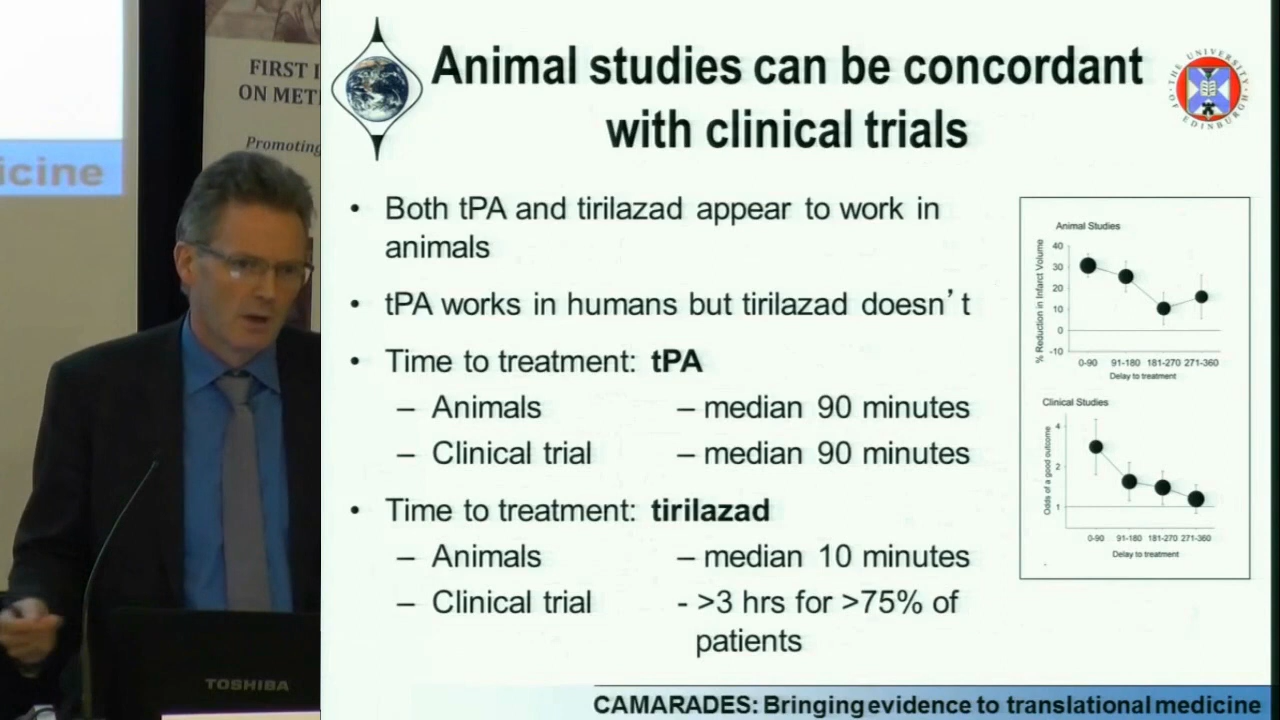 icine
FIRST I
ON MET
Promoting
TOSHIBA
Animal studies can be concordant
with clinical trials
THE UNIVERSITY OF EDINBURGH
• Both tPA and tirilazad appear to work in
animals
• tPA works in humans but tirilazad doesn't
• Time to treatment: tPA
– Animals – median 90 minutes
– Clinical trial – median 90 minutes
• Time to treatment: tirilazad
– Animals – median 10 minutes
– Clinical trial - >3 hrs for >75% of
patients
Animal Studies
% Reduction in Infarct Volume
40
30
20
10
0
-10
0-90 91-180 181-270 271-360
Delay to treatment
Clinical Studies
Odds of a good outcome
4
2
1
0-90 91-180 181-270 271-360
Delay to treatment
CAMARADES: Bringing evidence to translational medicine